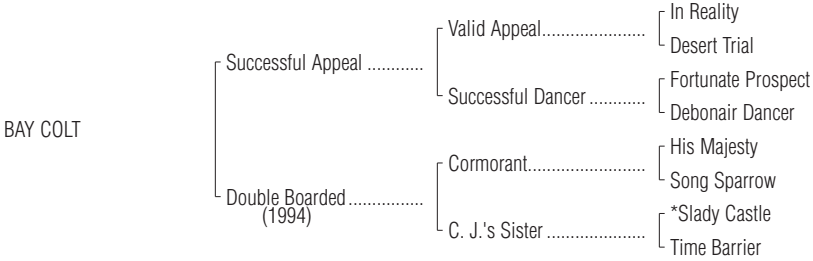 In Reality
Valid Appeal......................
Desert Trial
Successful Appeal ............
Fortunate Prospect
Successful Dancer ............
Debonair Dancer
BAY COLT
His Majesty
Cormorant.........................
Song Sparrow
Double Boarded................
(1994)
*Slady Castle
C. J.'s Sister .....................
Time Barrier